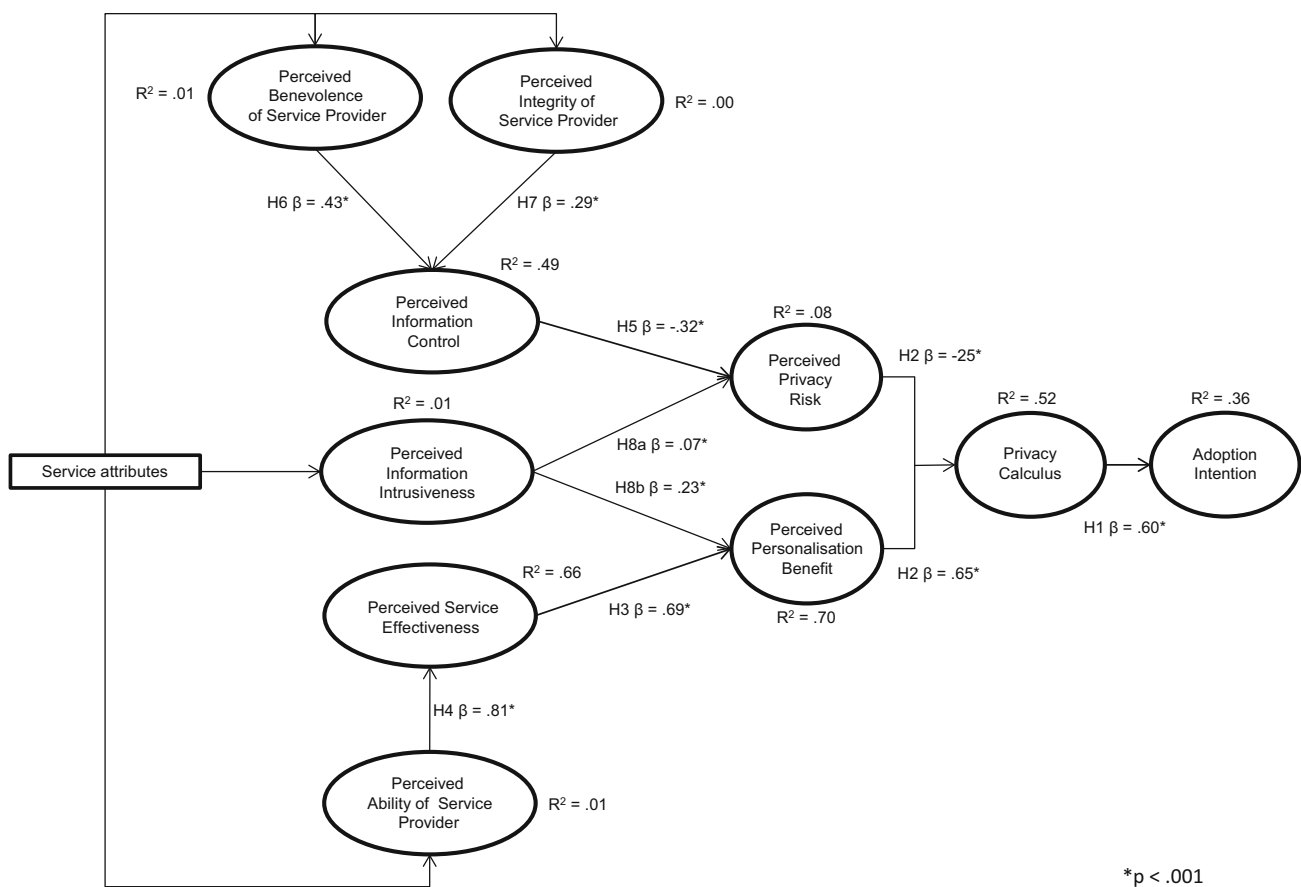 Perceived
Benevolence
of Service Provider
R² = .01
Perceived
Integrity of
Service Provider
R² = .00
H6 β = .43*
H7 β = .29*
R² = .49
Perceived
Information
Control
H5 β = -.32*
R² = .08
Perceived
Privacy
Risk
H2 β = -25*
R² = .01
Perceived
Information
Intrusiveness
Service attributes
H8a β = .07*
H8b β = .23*
R² = .52
Privacy
Calculus
R² = .36
Adoption
Intention
H1 β = .60*
Perceived
Personalisation
Benefit
H2 β = .65*
R² = .70
R² = .66
Perceived Service
Effectiveness
H3 β = .69*
H4 β = .81*
Perceived
Ability of Service
Provider
R² = .01
*p < .001